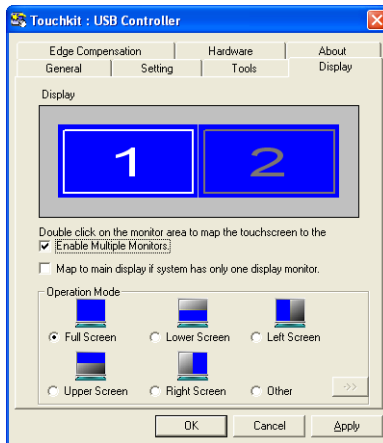 Touchkit : USB Controller
Edge Compensation Hardware About
General Setting Tools Display
Display
1 2
Double click on the monitor area to map the touchscreen to the
Enable Multiple Monitors.
Map to main display if system has only one display monitor.
Operation Mode
Full Screen Lower Screen Left Screen
Upper Screen Right Screen Other ->>
OK Cancel Apply